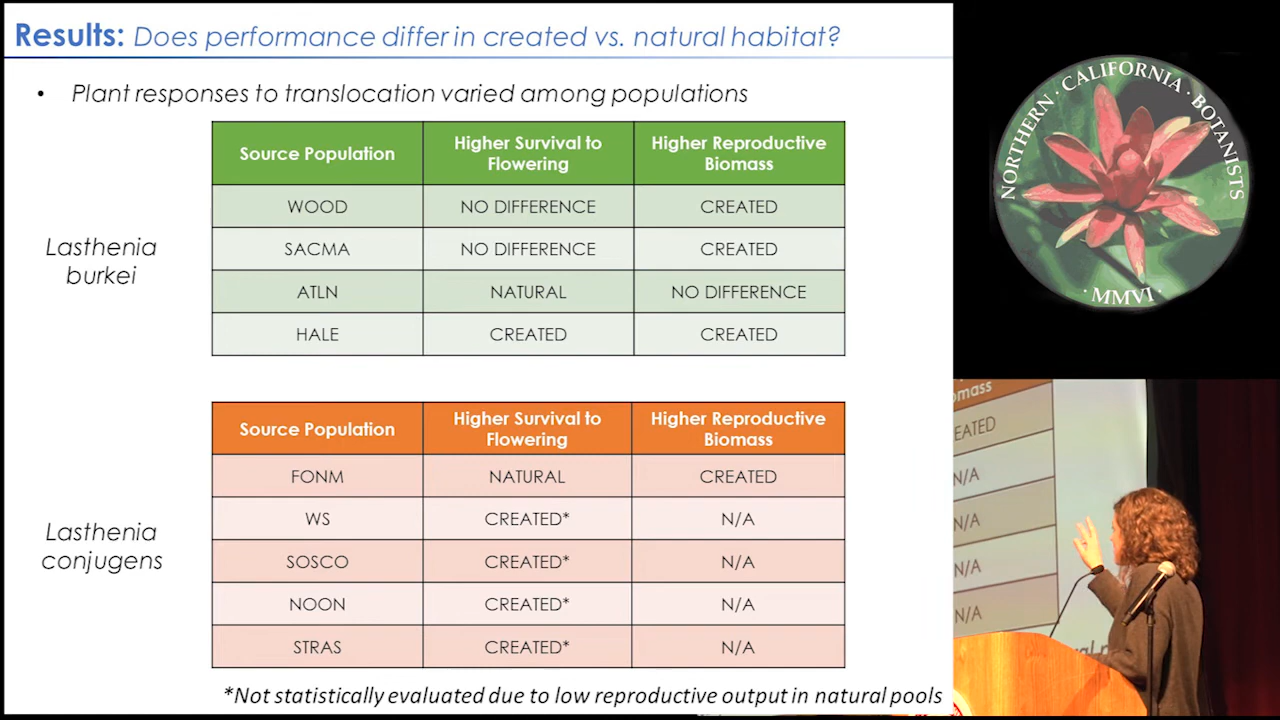 Results: Does performance differ in created vs. natural habitat?
• Plant responses to translocation varied among populations
Lasthenia
burkei
Source Population Higher Survival to Flowering Higher Reproductive Biomass
WOOD NO DIFFERENCE CREATED
SACMA NO DIFFERENCE CREATED
ATLN NATURAL NO DIFFERENCE
HALE CREATED CREATED
Lasthenia
conjugens
Source Population Higher Survival to Flowering Higher Reproductive Biomass
FONM NATURAL CREATED
WS CREATED* N/A
SOSCO CREATED* N/A
NOON CREATED* N/A
STRAS CREATED* N/A
*Not statistically evaluated due to low reproductive output in natural pools
NORTHERN · CALIFORNIA · BOTANISTS
· MMVI ·
omass
EATED
N/A
N/A
N/A
N/A